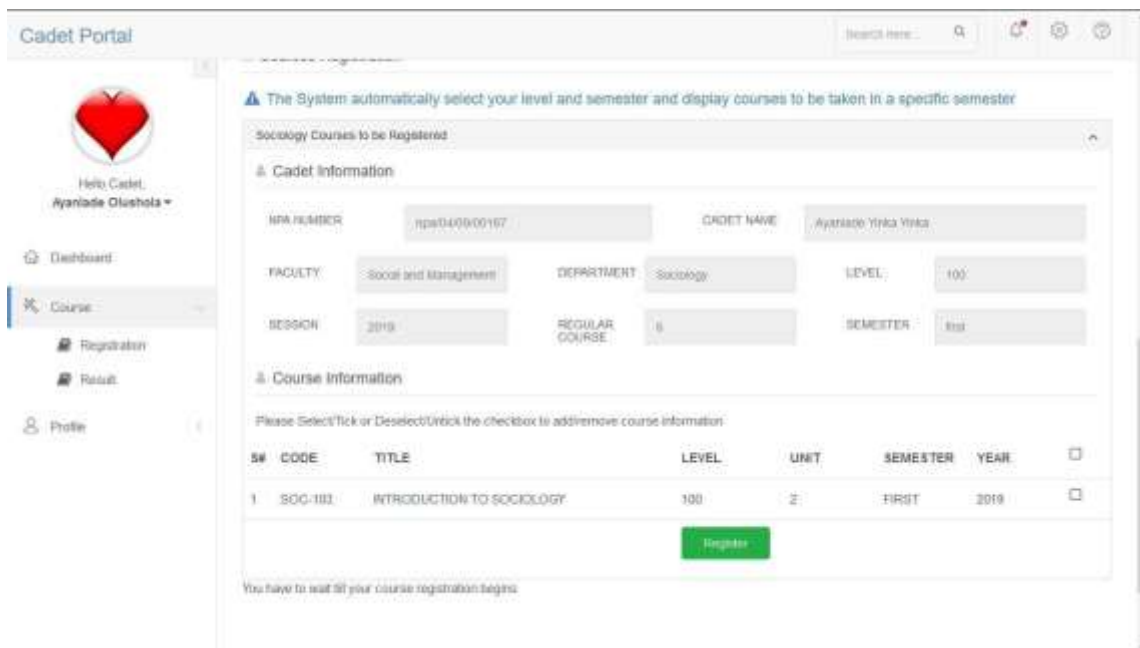 Cadet Portal
Search here...
The System automatically select your level and semester and display courses to be taken in a specific semester
Sociology Courses to be Registered
Hello Cadet,
Ayanlade Olushola
Cadet Information
NPA NUMBER
CADET NAME Ayanlade Yinka Yinka
Dashboard
FACULTY Social and Management DEPARTMENT Sociology LEVEL 100
Course
SESSION 2019 REGULAR COURSE SEMESTER first
Registration
Result
Course Information
Profile
Please Select/Tick or Deselect/Untick the checkbox to add/remove course information
S# CODE TITLE LEVEL UNIT SEMESTER YEAR
1 SOC-103 INTRODUCTION TO SOCIOLOGY 100 2 FIRST 2019
Register
You have to wait till your course registration begins